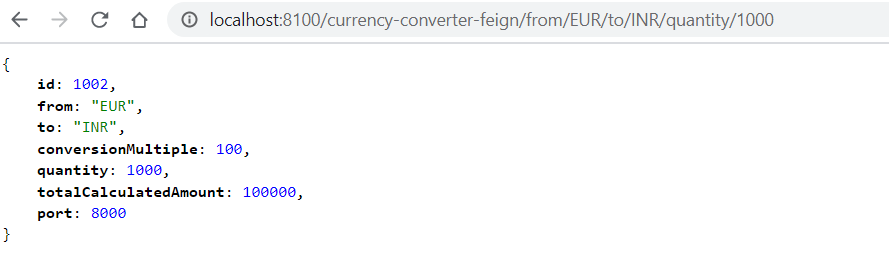 localhost:8100/currency-converter-feign/from/EUR/to/INR/quantity/1000
{
id: 1002,
from: "EUR",
to: "INR",
conversionMultiple: 100,
quantity: 1000,
totalCalculatedAmount: 100000,
port: 8000
}